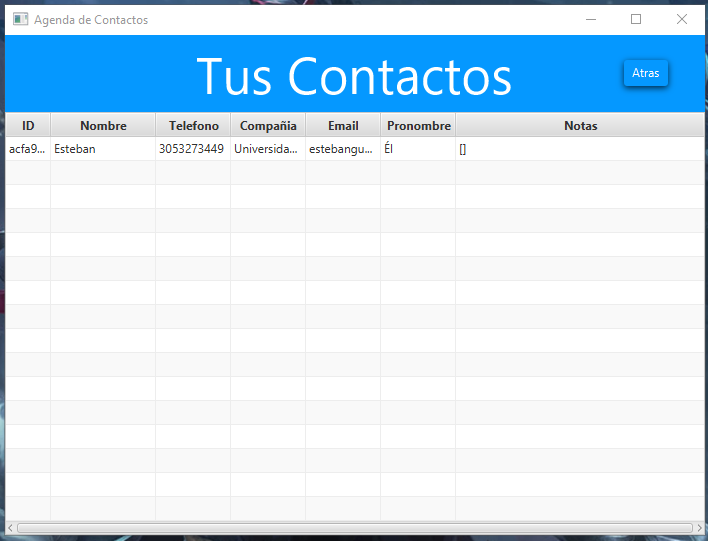 Agenda de Contactos
Tus Contactos
Atras
ID Nombre Telefono Compañia Email Pronombre Notas
acfa9... Esteban 3053273449 Universida... estebangu... Él []